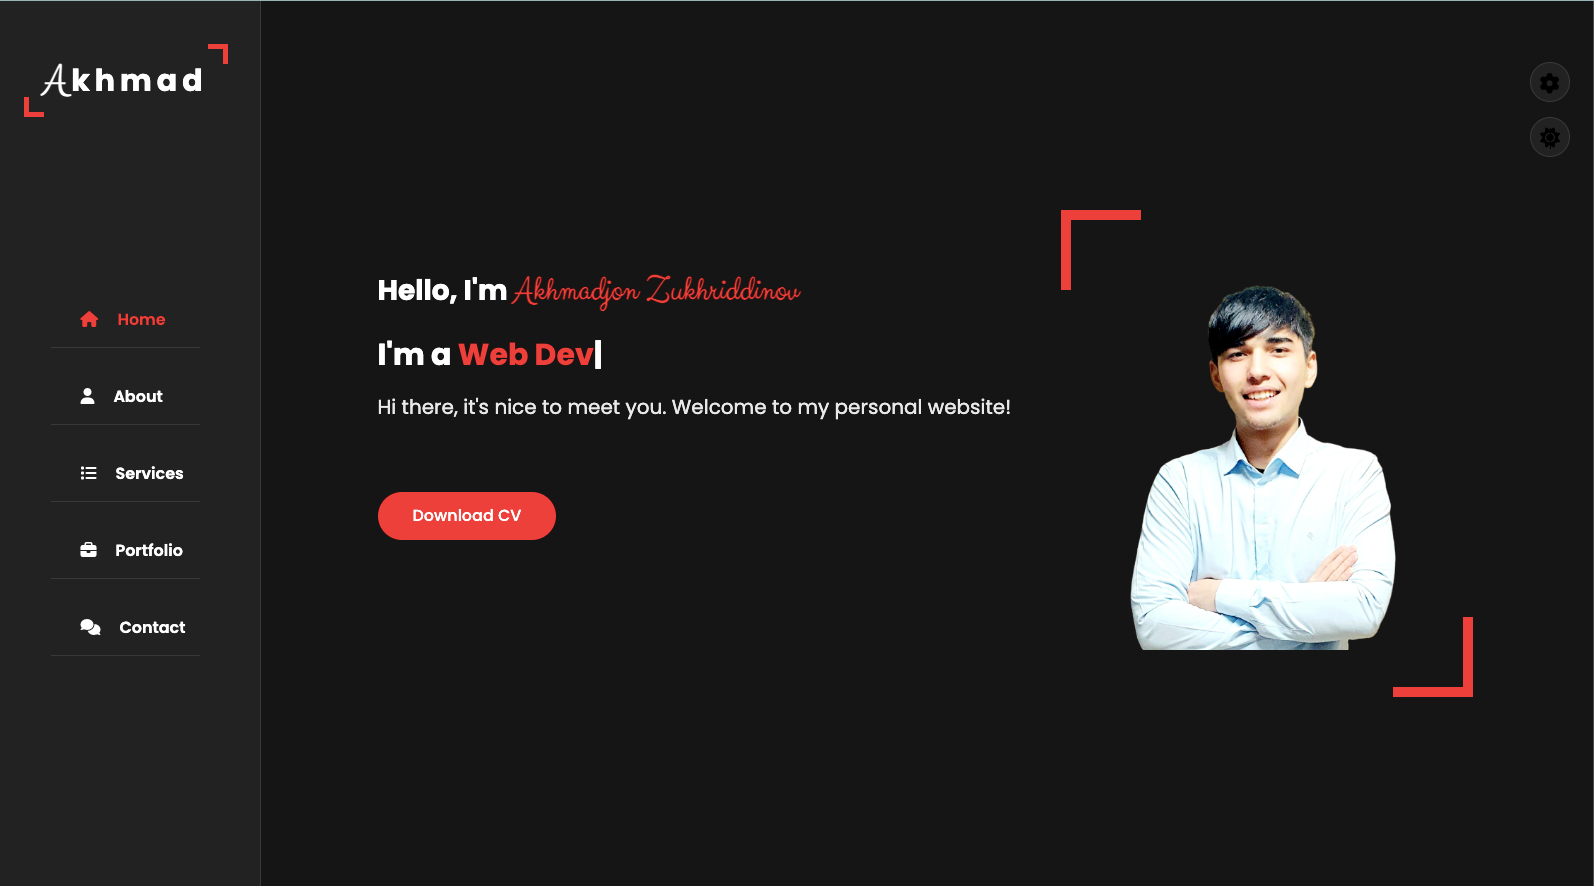 Akhmad
Home
About
Services
Portfolio
Contact
Hello, I'm Akhmadjon Zukhriddinov
I'm a Web Dev|
Hi there, it's nice to meet you. Welcome to my personal website!
Download CV